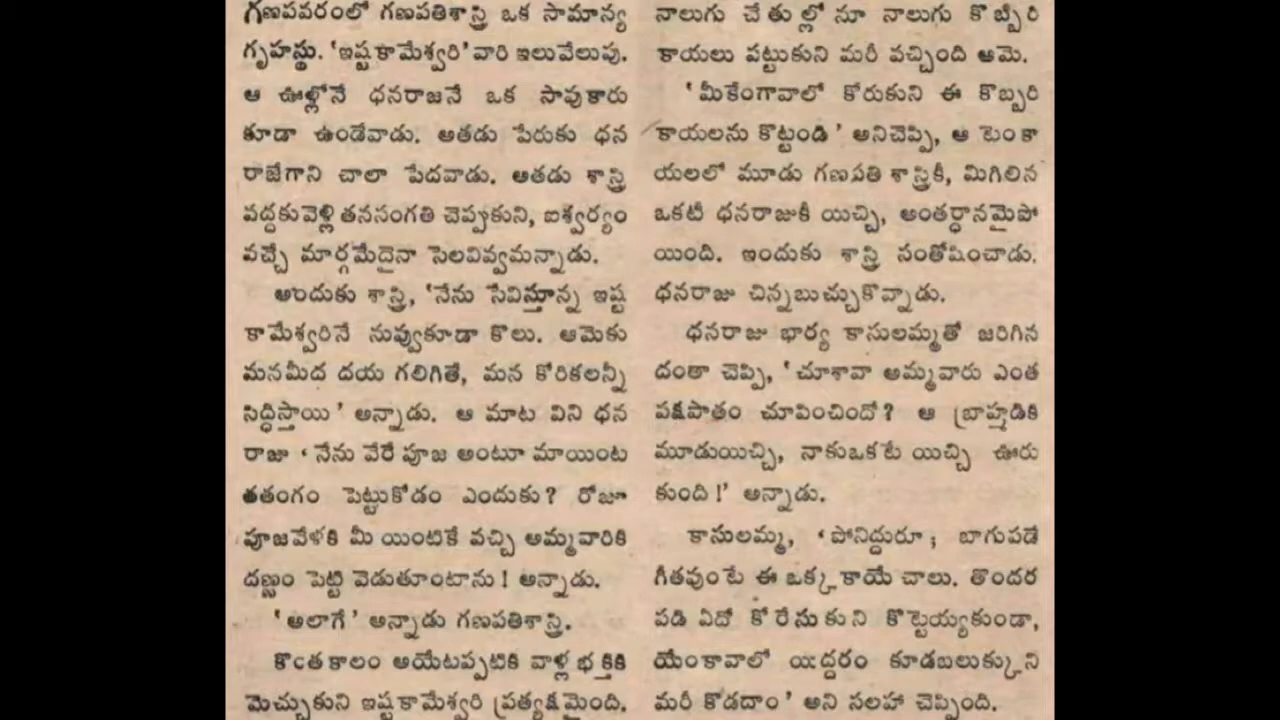 గణపవరంలో గణపతిశాస్త్రి ఒక సామాన్య
గృహస్థు. 'ఇష్టకామేశ్వరి' వారి ఇలువేలుపు.
ఆ ఊళ్లోనే ధనరాజనే ఒక సావుకారు
కూడా ఉండేవాడు. అతడు పేరుకు ధన
రాజేగాని చాలా పేదవాడు. అతడు శాస్త్రి
వద్దకువెళ్లి తనసంగతి చెప్పుకుని, ఐశ్వర్యం
వచ్చే మార్గమేదైనా సెలవివ్వమన్నాడు.
అందుకు శాస్త్రి, 'నేను సేవిస్తూన్న ఇష్ట
కామేశ్వరినే నువ్వుకూడా కొలు. ఆమెకు
మనమీద దయ గలిగితే, మన కోరికలన్నీ
సిద్ధిస్తాయి' అన్నాడు. ఆ మాట విని ధన
రాజు 'నేను వేరే పూజ అంటూ మాయింట
తతంగం పెట్టుకోడం ఎందుకు? రోజూ
పూజవేళకి మీ యింటికే వచ్చి అమ్మవారికి
దణ్ణం పెట్టి వెడుతూంటాను! అన్నాడు.
'అలాగే' అన్నాడు గణపతిశాస్త్రి.
కొంతకాలం అయేటప్పటికి వాళ్ల భక్తికి
మెచ్చుకుని ఇష్టకామేశ్వరి ప్రత్యక్షమైంది.
నాలుగు చేతుల్లోనూ నాలుగు కొబ్బిరి
కాయలు పట్టుకుని మరీ వచ్చింది ఆమె.
'మీకేంగావాలో కోరుకుని ఈ కొబ్బరి
కాయలను కొట్టండి' అనిచెప్పి, ఆ టెంకా
యలలో మూడు గణపతి శాస్త్రికీ, మిగిలిన
ఒకటీ ధనరాజుకీ యిచ్చి, అంతర్ధానమైపో
యింది. ఇందుకు శాస్త్రి సంతోషించాడు.
ధనరాజు చిన్నబుచ్చుకొన్నాడు.
ధనరాజు భార్య కాసులమ్మతో జరిగిన
దంతా చెప్పి, 'చూశావా అమ్మవారు ఎంత
పక్షపాతం చూపించిందో? ఆ బ్రాహ్మడికి
మూడుయిచ్చి, నాకుఒకటే యిచ్చి ఊరు
కుంది!' అన్నాడు.
కాసులమ్మ, 'పోనిద్దురూ; బాగుపడే
గీతవుంటే ఈ ఒక్కకాయే చాలు. తొందర
పడి ఏదో కోరేసుకుని కొట్టెయ్యకుండా,
యేంకావాలో యిద్దరం కూడబలుక్కుని
మరీ కొడదాం' అని సలహా చెప్పింది.